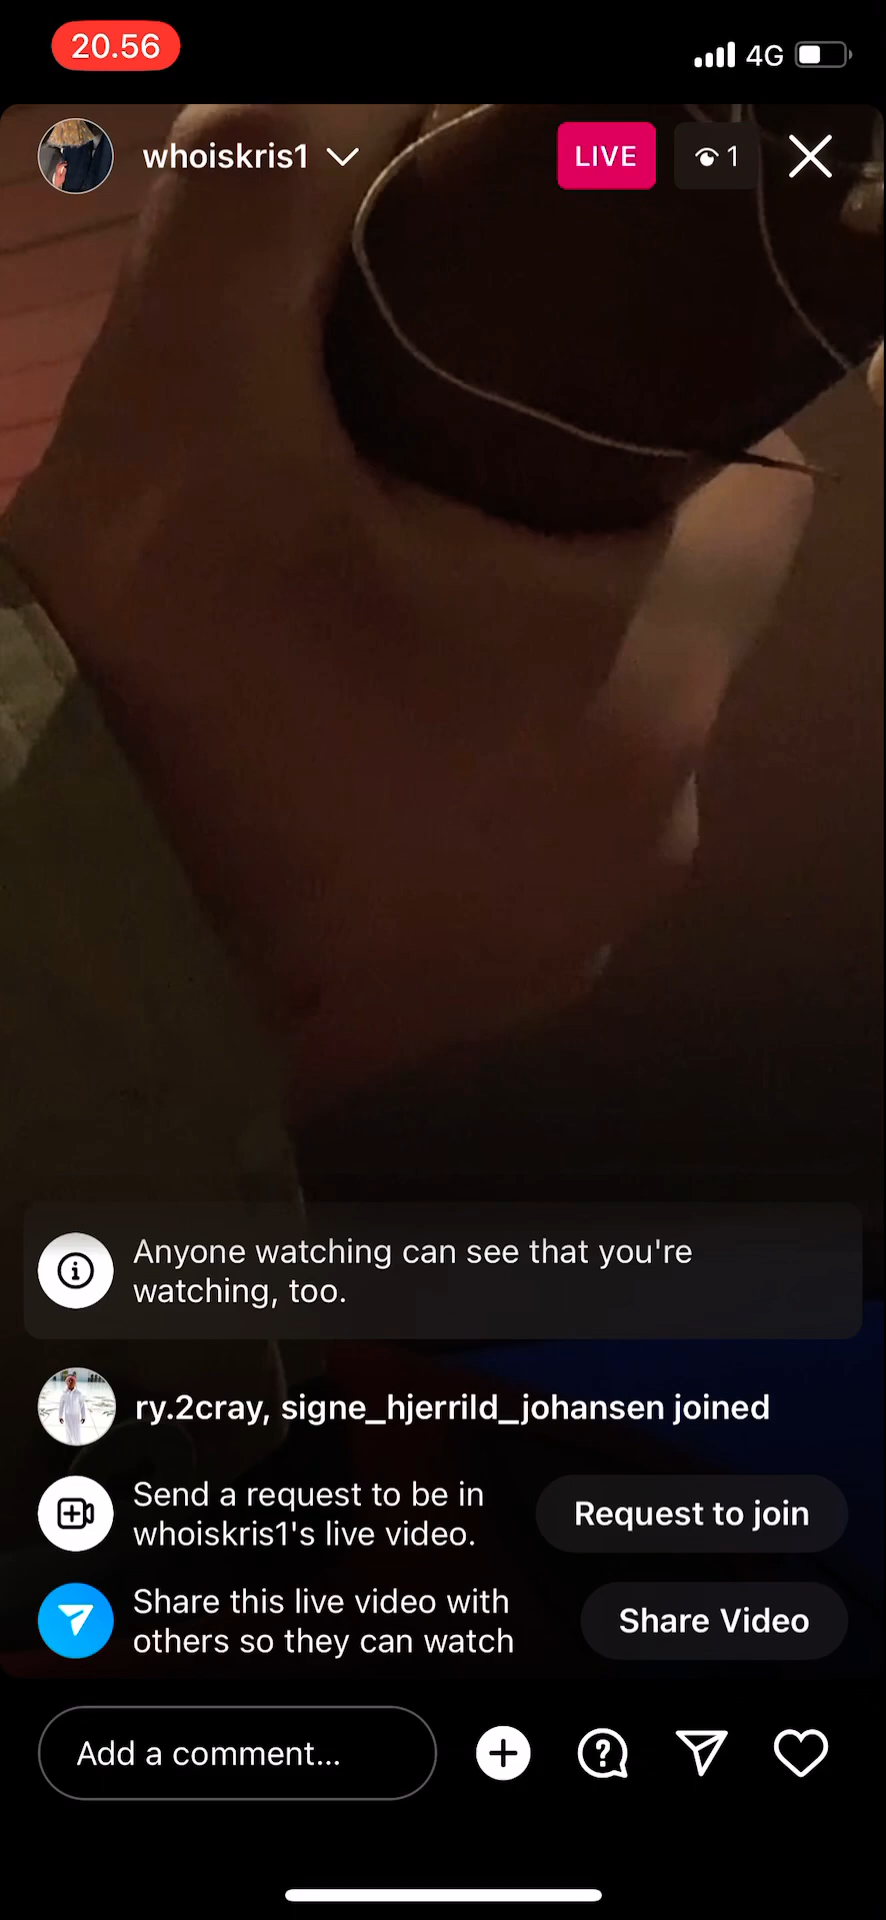 20.56
4G
whoiskris1
LIVE
1
Anyone watching can see that you're
watching, too.
ry.2cray, signe_hjerrild_johansen joined
Send a request to be in
whoiskris1's live video.
Request to join
Share this live video with
others so they can watch
Share Video
Add a comment...